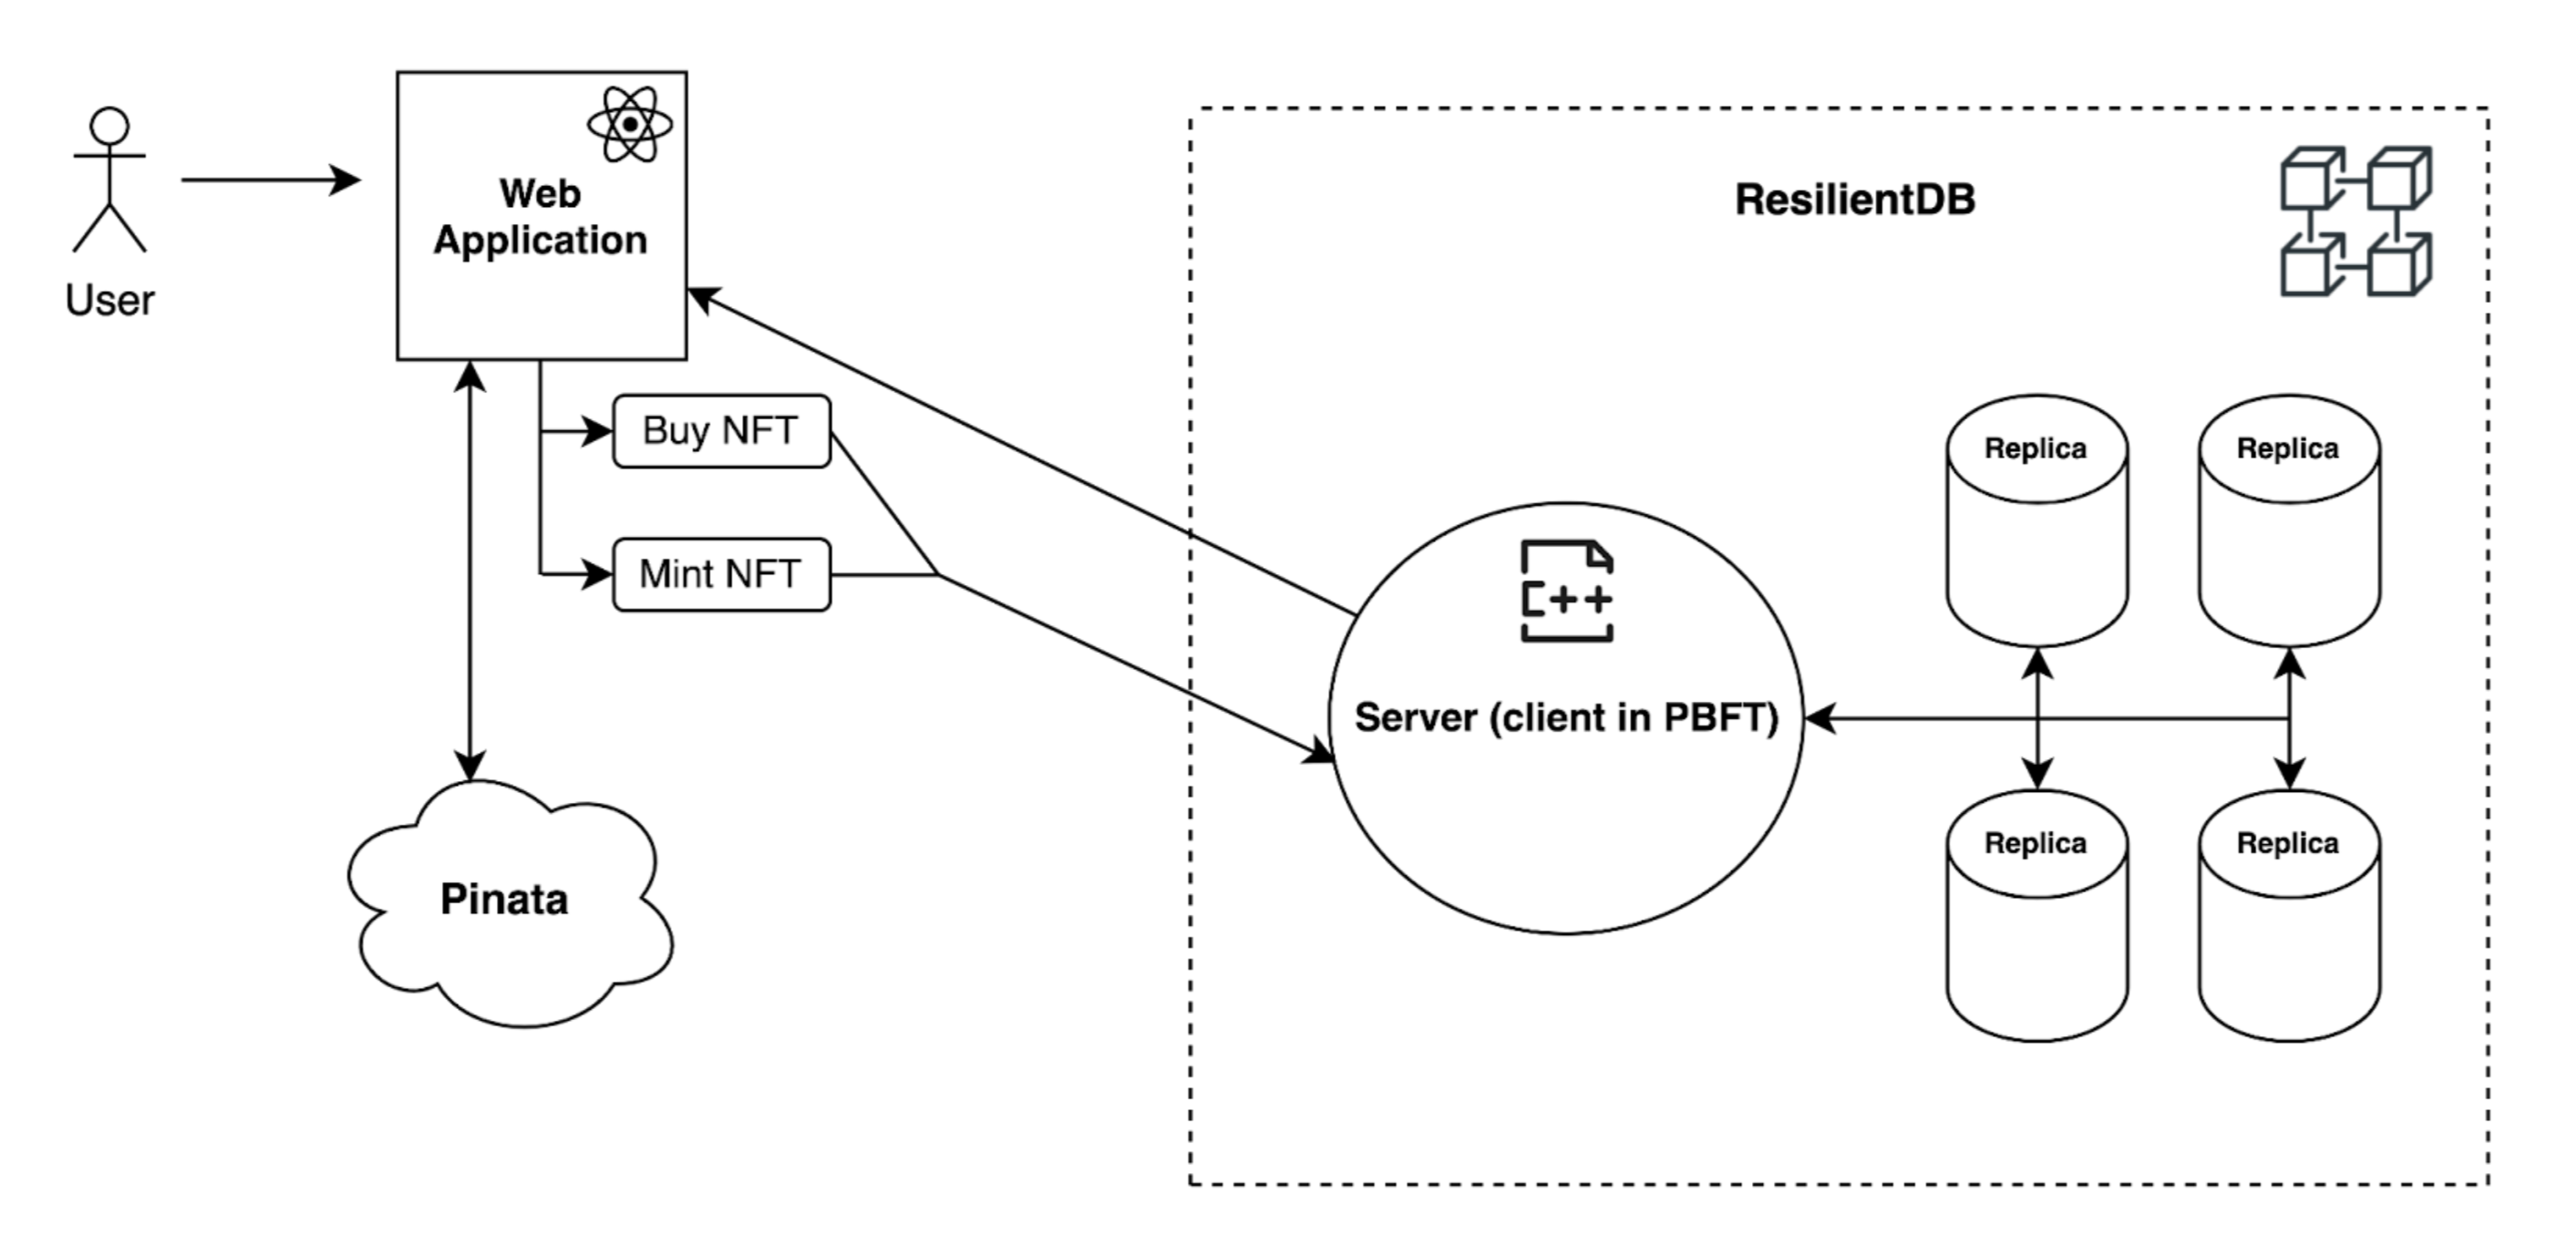 User
Web
Application
Buy NFT
Mint NFT
Pinata
ResilientDB
C++
Server (client in PBFT)
Replica
Replica
Replica
Replica